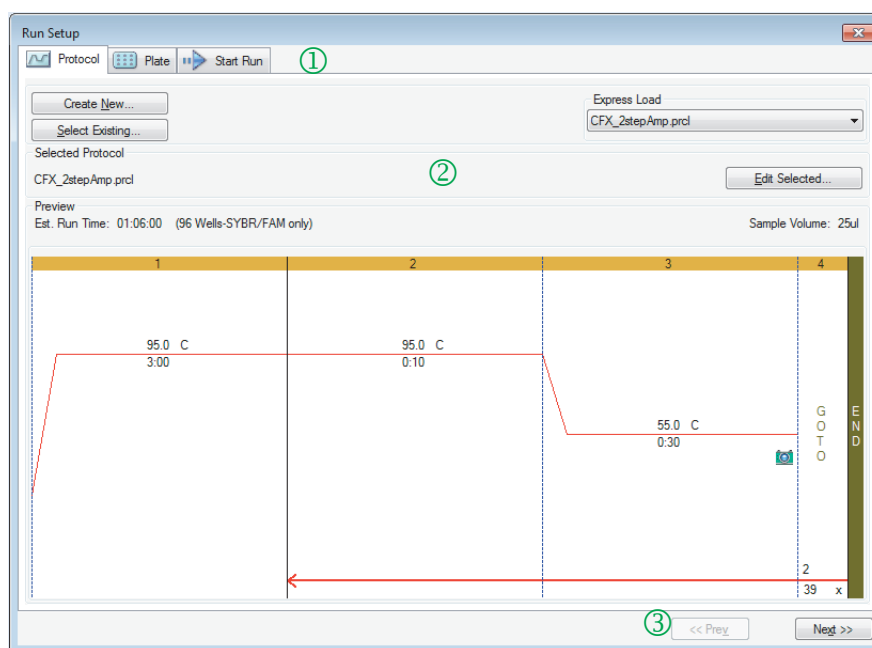 Run Setup
Protocol Plate Start Run ①
Create New...
Select Existing...
Express Load
CFX_2stepAmp.prcl
Selected Protocol
CFX_2stepAmp.prcl ② Edit Selected...
Preview
Est. Run Time: 01:06:00 (96 Wells-SYBR/FAM only) Sample Volume: 25ul
1 2 3 4
95.0 C 95.0 C
3:00 0:10
55.0 C
0:30
GOTO
END
2
39 x
③ << Prev Next >>